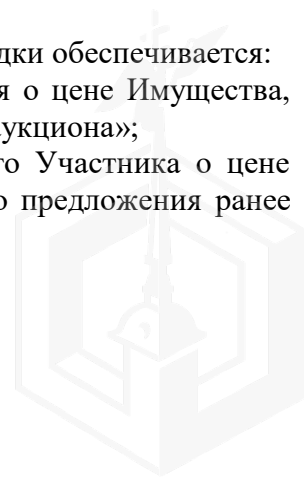 дки обеспечивается:
я о цене Имущества,
укциона»;
го Участника о цене
о предложения ранее